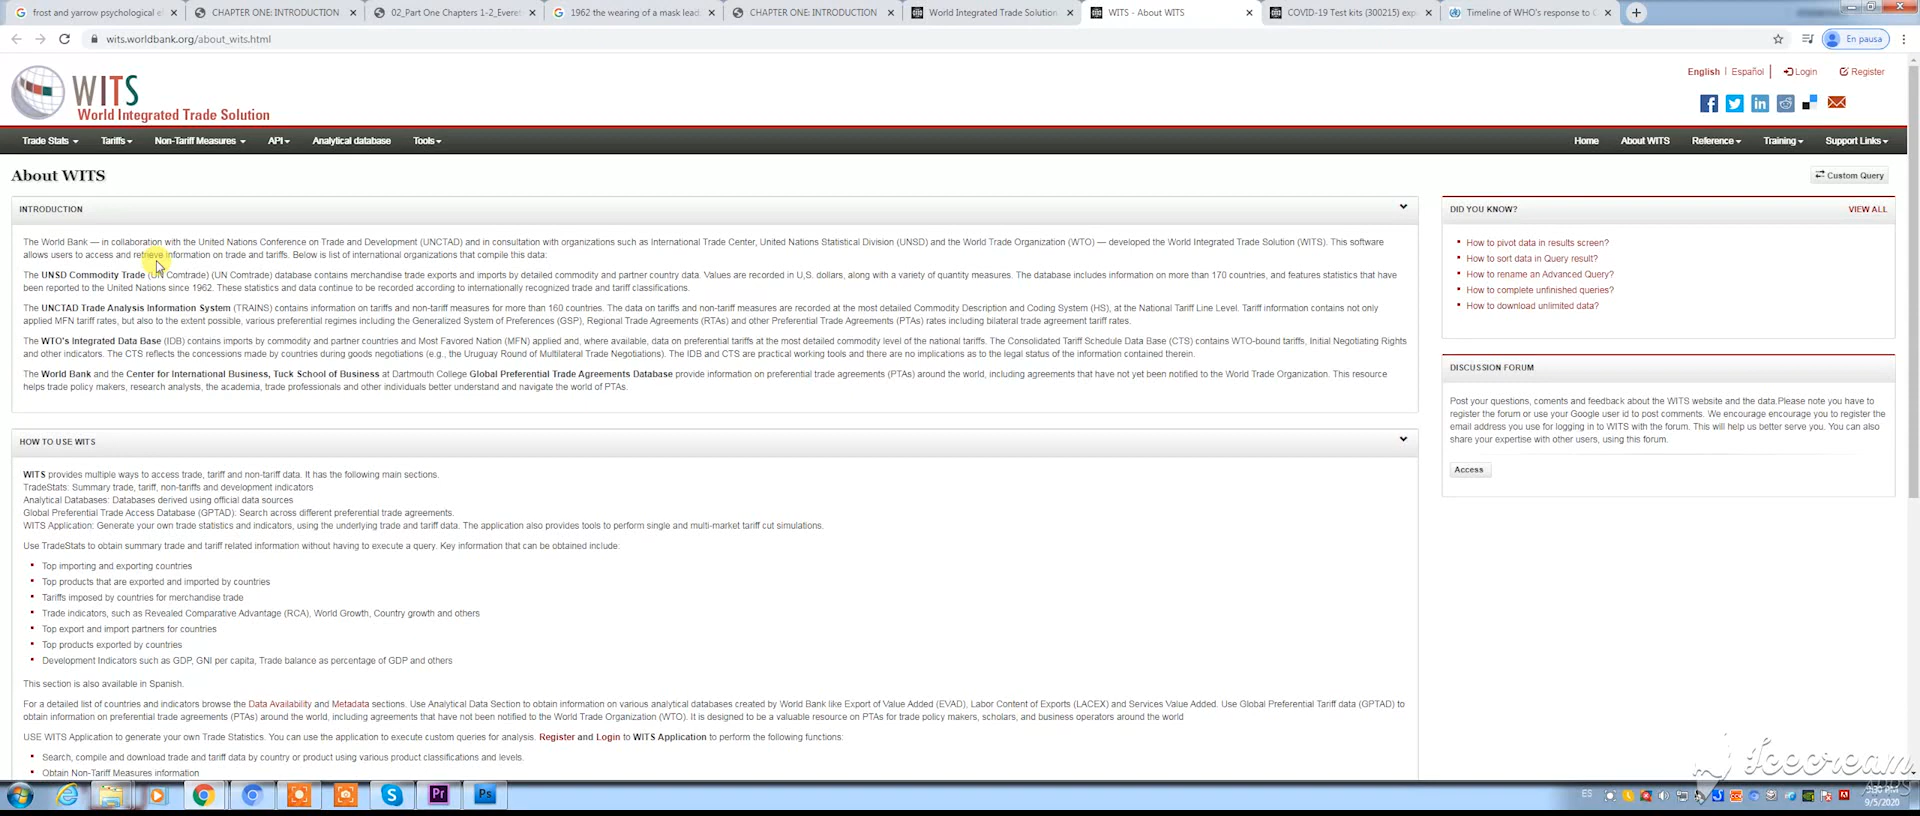 frost and yarrow psychological e
CHAPTER ONE: INTRODUCTION
02_Part One Chapters 1-2_Evere
1962 the wearing of a mask lead
CHAPTER ONE: INTRODUCTION
World Integrated Trade Solution
WITS - About WITS
COVID-19 Test kits (300215) exp
Timeline of WHO's response to C
wits.worldbank.org/about_wits.html
En pausa
WITS
World Integrated Trade Solution
English | Español | Login Register
Trade Stats Tariffs Non-Tariff Measures API Analytical database Tools Home About WITS Reference Training Support Links
About WITS
Custom Query
INTRODUCTION
The World Bank — in collaboration with the United Nations Conference on Trade and Development (UNCTAD) and in consultation with organizations such as International Trade Center, United Nations Statistical Division (UNSD) and the World Trade Organization (WTO) — developed the World Integrated Trade Solution (WITS). This software
allows users to access and retrieve information on trade and tariffs. Below is list of international organizations that compile this data:
The UNSD Commodity Trade (UN Comtrade) (UN Comtrade) database contains merchandise trade exports and imports by detailed commodity and partner country data. Values are recorded in U.S. dollars, along with a variety of quantity measures. The database includes information on more than 170 countries, and features statistics that have
been reported to the United Nations since 1962. These statistics and data continue to be recorded according to internationally recognized trade and tariff classifications.
The UNCTAD Trade Analysis Information System (TRAINS) contains information on tariffs and non-tariff measures for more than 160 countries. The data on tariffs and non-tariff measures are recorded at the most detailed Commodity Description and Coding System (HS), at the National Tariff Line Level. Tariff information contains not only
applied MFN tariff rates, but also to the extent possible, various preferential regimes including the Generalized System of Preferences (GSP), Regional Trade Agreements (RTAs) and other Preferential Trade Agreements (PTAs) rates including bilateral trade agreement tariff rates.
The WTO's Integrated Data Base (IDB) contains imports by commodity and partner countries and Most Favored Nation (MFN) applied and, where available, data on preferential tariffs at the most detailed commodity level of the national tariffs. The Consolidated Tariff Schedule Data Base (CTS) contains WTO-bound tariffs, Initial Negotiating Rights
and other indicators. The CTS reflects the concessions made by countries during goods negotiations (e.g., the Uruguay Round of Multilateral Trade Negotiations). The IDB and CTS are practical working tools and there are no implications as to the legal status of the information contained therein.
The World Bank and the Center for International Business, Tuck School of Business at Dartmouth College Global Preferential Trade Agreements Database provide information on preferential trade agreements (PTAs) around the world, including agreements that have not yet been notified to the World Trade Organization. This resource
helps trade policy makers, research analysts, the academia, trade professionals and other individuals better understand and navigate the world of PTAs.
HOW TO USE WITS
WITS provides multiple ways to access trade, tariff and non-tariff data. It has the following main sections.
TradeStats: Summary trade, tariff, non-tariffs and development indicators
Analytical Databases: Databases derived using official data sources
Global Preferential Trade Access Database (GPTAD): Search across different preferential trade agreements.
WITS Application: Generate your own trade statistics and indicators, using the underlying trade and tariff data. The application also provides tools to perform single and multi-market tariff cut simulations.
Use TradeStats to obtain summary trade and tariff related information without having to execute a query. Key information that can be obtained include:
Top importing and exporting countries
Top products that are exported and imported by countries
Tariffs imposed by countries for merchandise trade
Trade indicators, such as Revealed Comparative Advantage (RCA), World Growth, Country growth and others
Top export and import partners for countries
Top products exported by countries
Development Indicators such as GDP, GNI per capita, Trade balance as percentage of GDP and others
This section is also available in Spanish.
For a detailed list of countries and indicators browse the Data Availability and Metadata sections. Use Analytical Data Section to obtain information on various analytical databases created by World Bank like Export of Value Added (EVAD), Labor Content of Exports (LACEX) and Services Value Added. Use Global Preferential Tariff data (GPTAD) to
obtain information on preferential trade agreements (PTAs) around the world, including agreements that have not been notified to the World Trade Organization (WTO). It is designed to be a valuable resource on PTAs for trade policy makers, scholars, and business operators around the world
USE WITS Application to generate your own Trade Statistics. You can use the application to execute custom queries for analysis. Register and Login to WITS Application to perform the following functions:
Search, compile and download trade and tariff data by country or product using various product classifications and levels.
Obtain Non-Tariff Measures information
DID YOU KNOW?
VIEW ALL
How to pivot data in results screen?
How to sort data in Query result?
How to rename an Advanced Query?
How to complete unfinished queries?
How to download unlimited data?
DISCUSSION FORUM
Post your questions, coments and feedback about the WITS website and the data.Please note you have to
register the forum or use your Google user id to post comments. We encourage encourage you to register the
email address you use for logging in to WITS with the forum. This will help us better serve you. You can also
share your expertise with other users, using this forum.
Access
Icecream
ES
9/5/2020